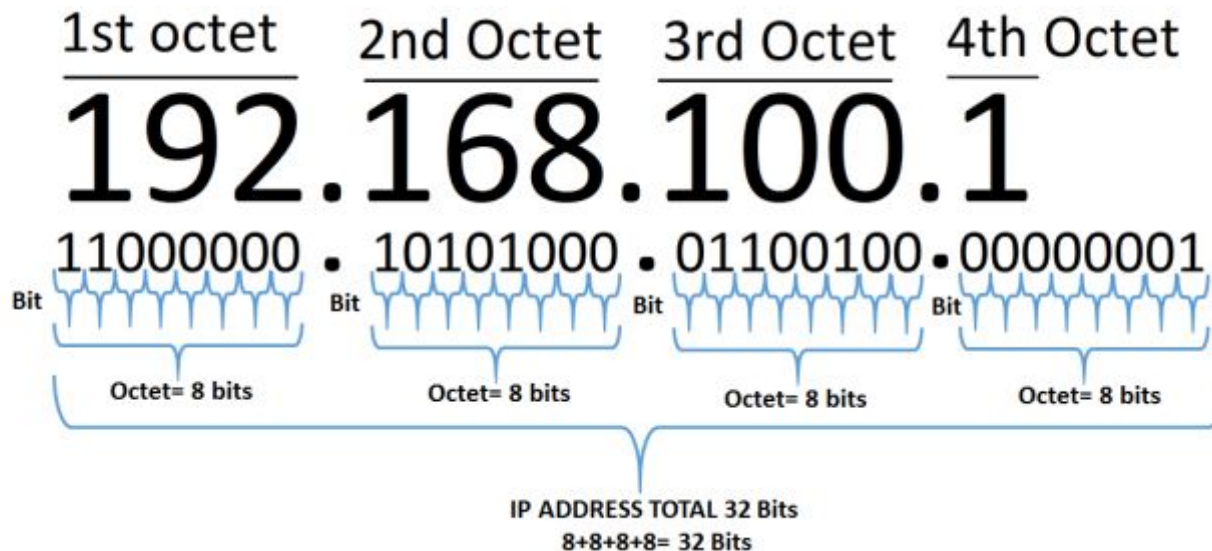 1st octet 2nd Octet 3rd Octet 4th Octet
192.168.100.1
11000000 . 10101000 . 01100100 . 00000001
Bit Bit Bit Bit
Octet= 8 bits Octet= 8 bits Octet= 8 bits Octet= 8 bits
IP ADDRESS TOTAL 32 Bits
8+8+8+8= 32 Bits